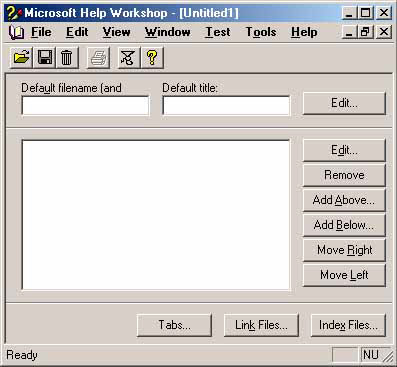 Microsoft Help Workshop - [Untitled1]
File Edit View Window Test Tools Help
Default filename (and Default title:
Edit...
Edit...
Remove
Add Above...
Add Below...
Move Right
Move Left
Tabs... Link Files... Index Files...
Ready NU